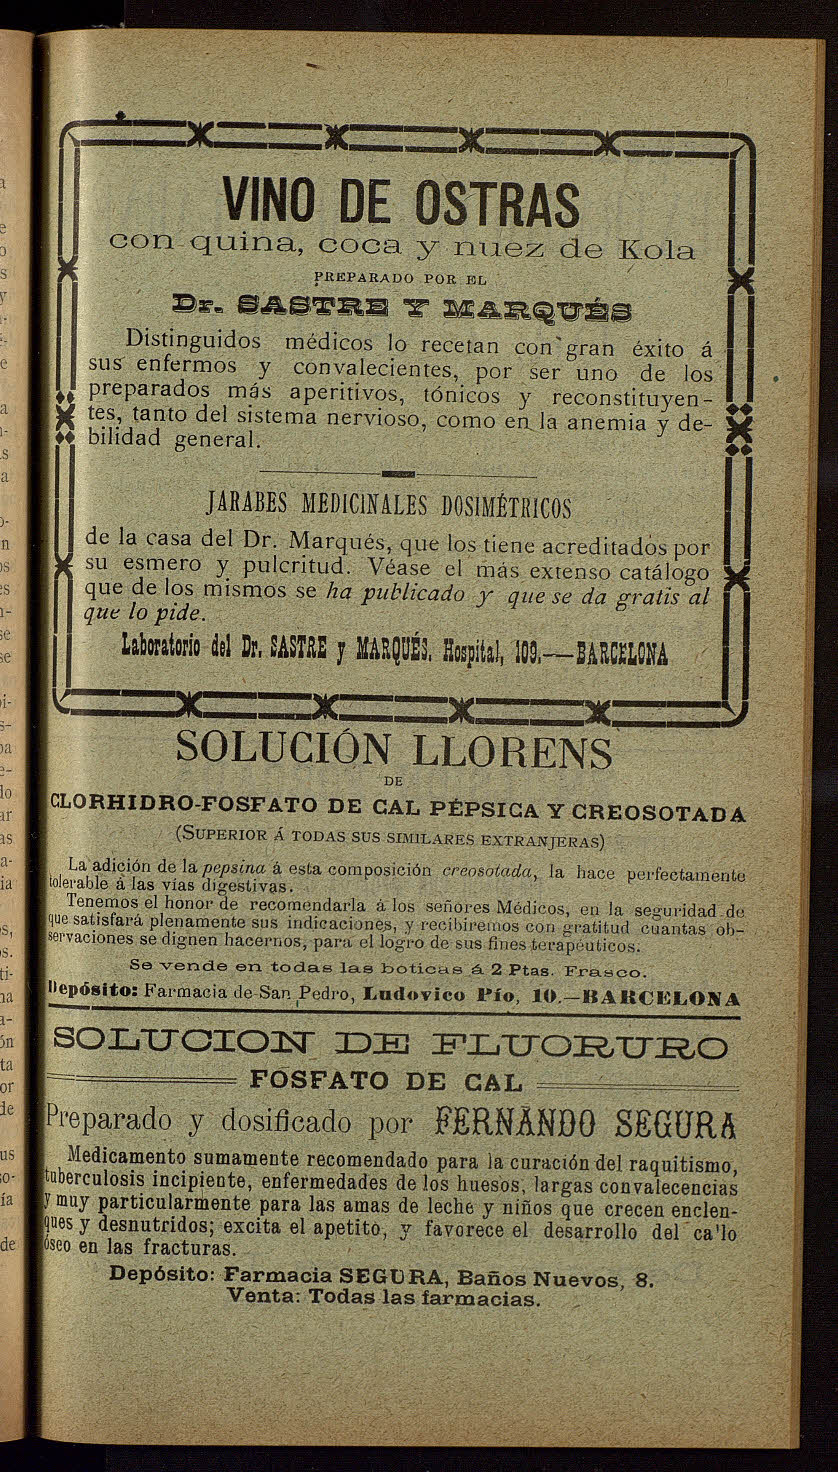 VINO DE OSTRAS
con quina, coca y nuez de Kola
PREPARADO POR EL
Dr. SASTRE Y MARQUÉS
Distinguidos médicos lo recetan con gran éxito á
sus enfermos y convalecientes, por ser uno de los
preparados más aperitivos, tónicos y reconstituyen-
tes, tanto del sistema nervioso, como en la anemia y de-
bilidad general.
JARABES MEDICINALES DOSIMÉTRICOS
de la casa del Dr. Marqués, que los tiene acreditados por
su esmero y pulcritud. Véase el más extenso catálogo
que de los mismos se ha publicado y que se da gratis al
que lo pide.
Laboratorio del Dr. SASTRE y MARQUÉS. Hospital, 109.—BARCELONA
SOLUCIÓN LLORENS
DE
CLORHIDRO-FOSFATO DE CAL PÉPSICA Y CREOSOTADA
(SUPERIOR Á TODAS SUS SIMILARES EXTRANJERAS)
La adición de la pepsina á esta composición creosotada, la hace perfectamente
tolerable á las vías digestivas.
Tenemos el honor de recomendarla á los señores Médicos, en la seguridad de
que satisfará plenamente sus indicaciones, y recibiremos con gratitud cuantas ob-
servaciones se dignen hacernos, para el logro de sus fines terapéuticos.
Se vende en todas las boticas á 2 Ptas. Frasco.
Depósito: Farmacia de San Pedro, Ludovico Pío, 10.—BARCELONA
SOLUCION DE FLUORURO
FOSFATO DE CAL
Preparado y dosificado por FERNANDO SEGURA
Medicamento sumamente recomendado para la curación del raquitismo,
tuberculosis incipiente, enfermedades de los huesos, largas convalecencias
y muy particularmente para las amas de leche y niños que crecen enclen-
ques y desnutridos; excita el apetito, y favorece el desarrollo del ca'lo
óseo en las fracturas.
Depósito: Farmacia SEGURA, Baños Nuevos, 8.
Venta: Todas las farmacias.